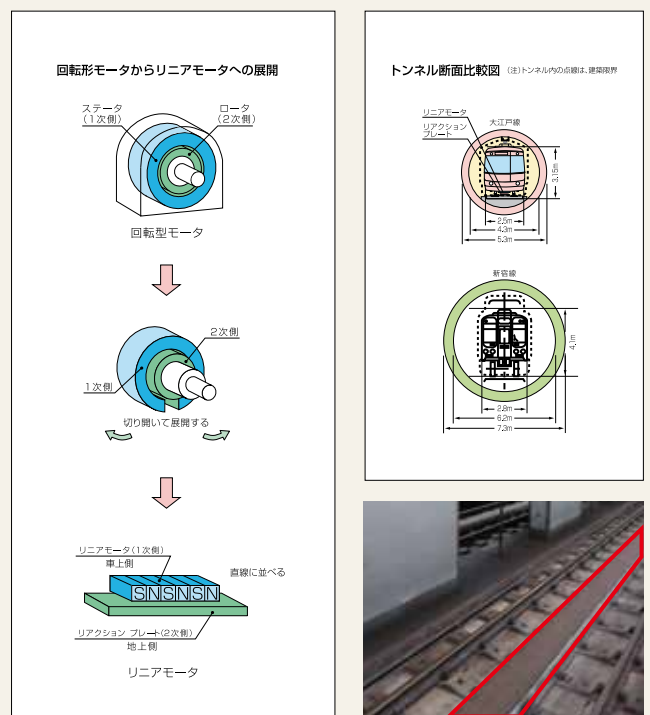 回転形モータからリニアモータへの展開
ステータ
(1次側)
ロータ
(2次側)
回転型モータ
2次側
1次側
切り開いて展開する
リニアモータ(1次側)
車上側
直線に並べる
SNSNSN
リアクション プレート(2次側)
地上側
リニアモータ
トンネル断面比較図 (注)トンネル内の点線は、建築限界
リニアモータ
リアクション
プレート
大江戸線
3.15m
2.5m
4.3m
5.3m
新宿線
4.1m
2.8m
6.2m
7.3m